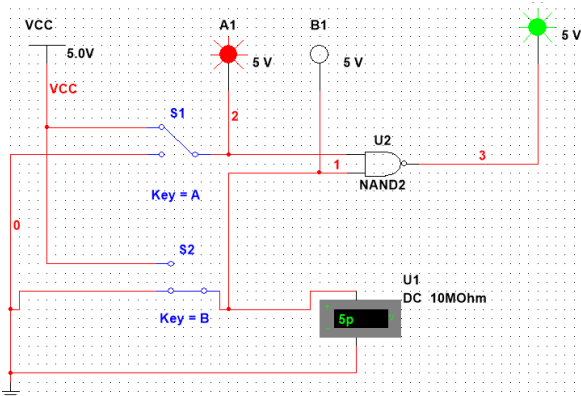 VCC
5.0V
VCC
A1
5 V
B1
5 V
5 V
S1
2
U2
1
3
NAND2
Key = A
0
S2
Key = B
U1
DC 10MOhm
5p